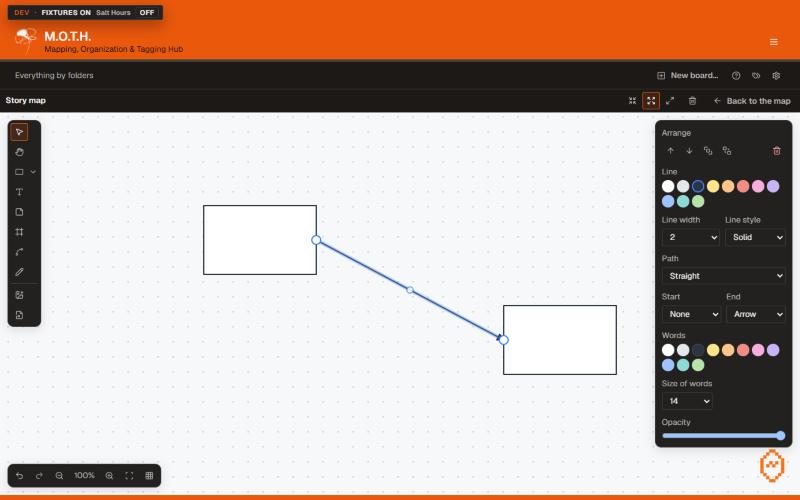 DEV · FIXTURES ON Salt Hours OFF
M.O.T.H.
Mapping, Organization & Tagging Hub
Everything by folders
New board...
Story map
Back to the map
Arrange
Line
Line width Line style
2 Solid
Path
Straight
Start End
None Arrow
Words
Size of words
14
Opacity
100%